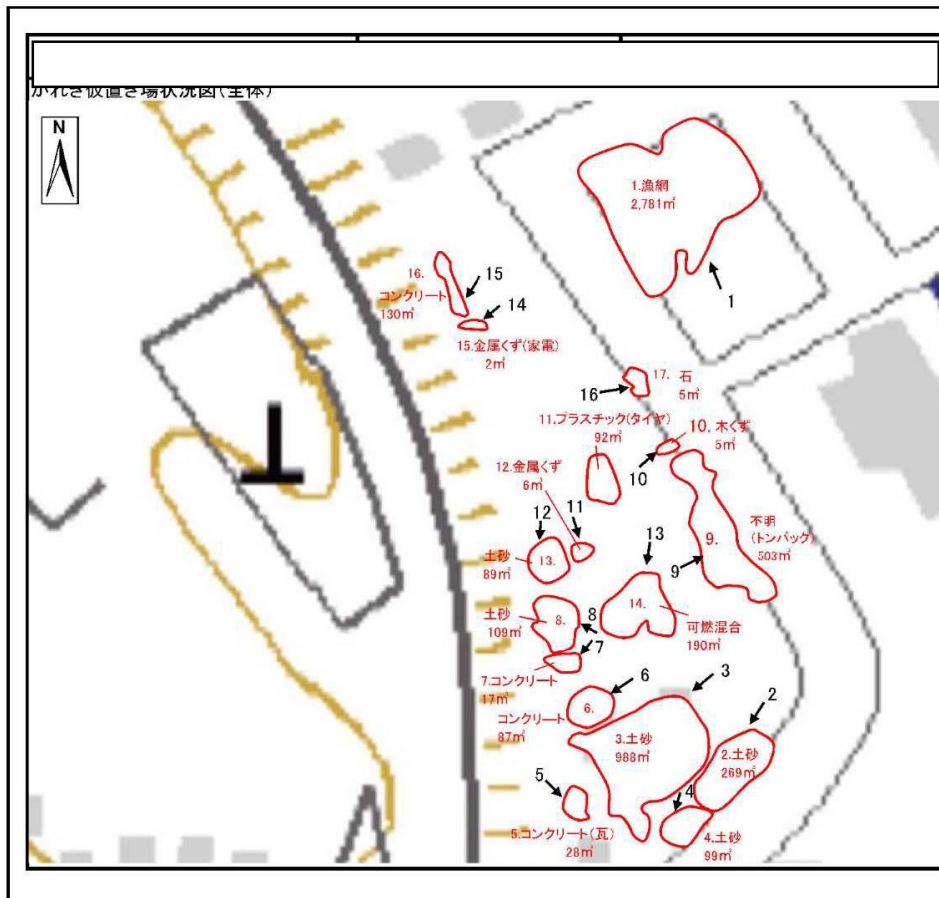 がれき仮置き場状況図(全体)
N
1.漁網
2,781㎡
1
16.
コンクリート
130㎡
15
14
15.金属くず(家電)
2㎡
17. 石
5㎡
16
11.プラスチック(タイヤ)
92㎡
10. 木くず
5㎡
10
12.金属くず
6㎡
12
11
13
不明
(トンパック)
503㎡
9.
9
土砂
89㎡
13.
土砂
109㎡
8.
8
14.
可燃混合
190㎡
7
7.コンクリート
17㎡
6
3
2
コンクリート
87㎡
6.
3.土砂
988㎡
2.土砂
269㎡
5
4
5.コンクリート(瓦)
28㎡
4.土砂
99㎡